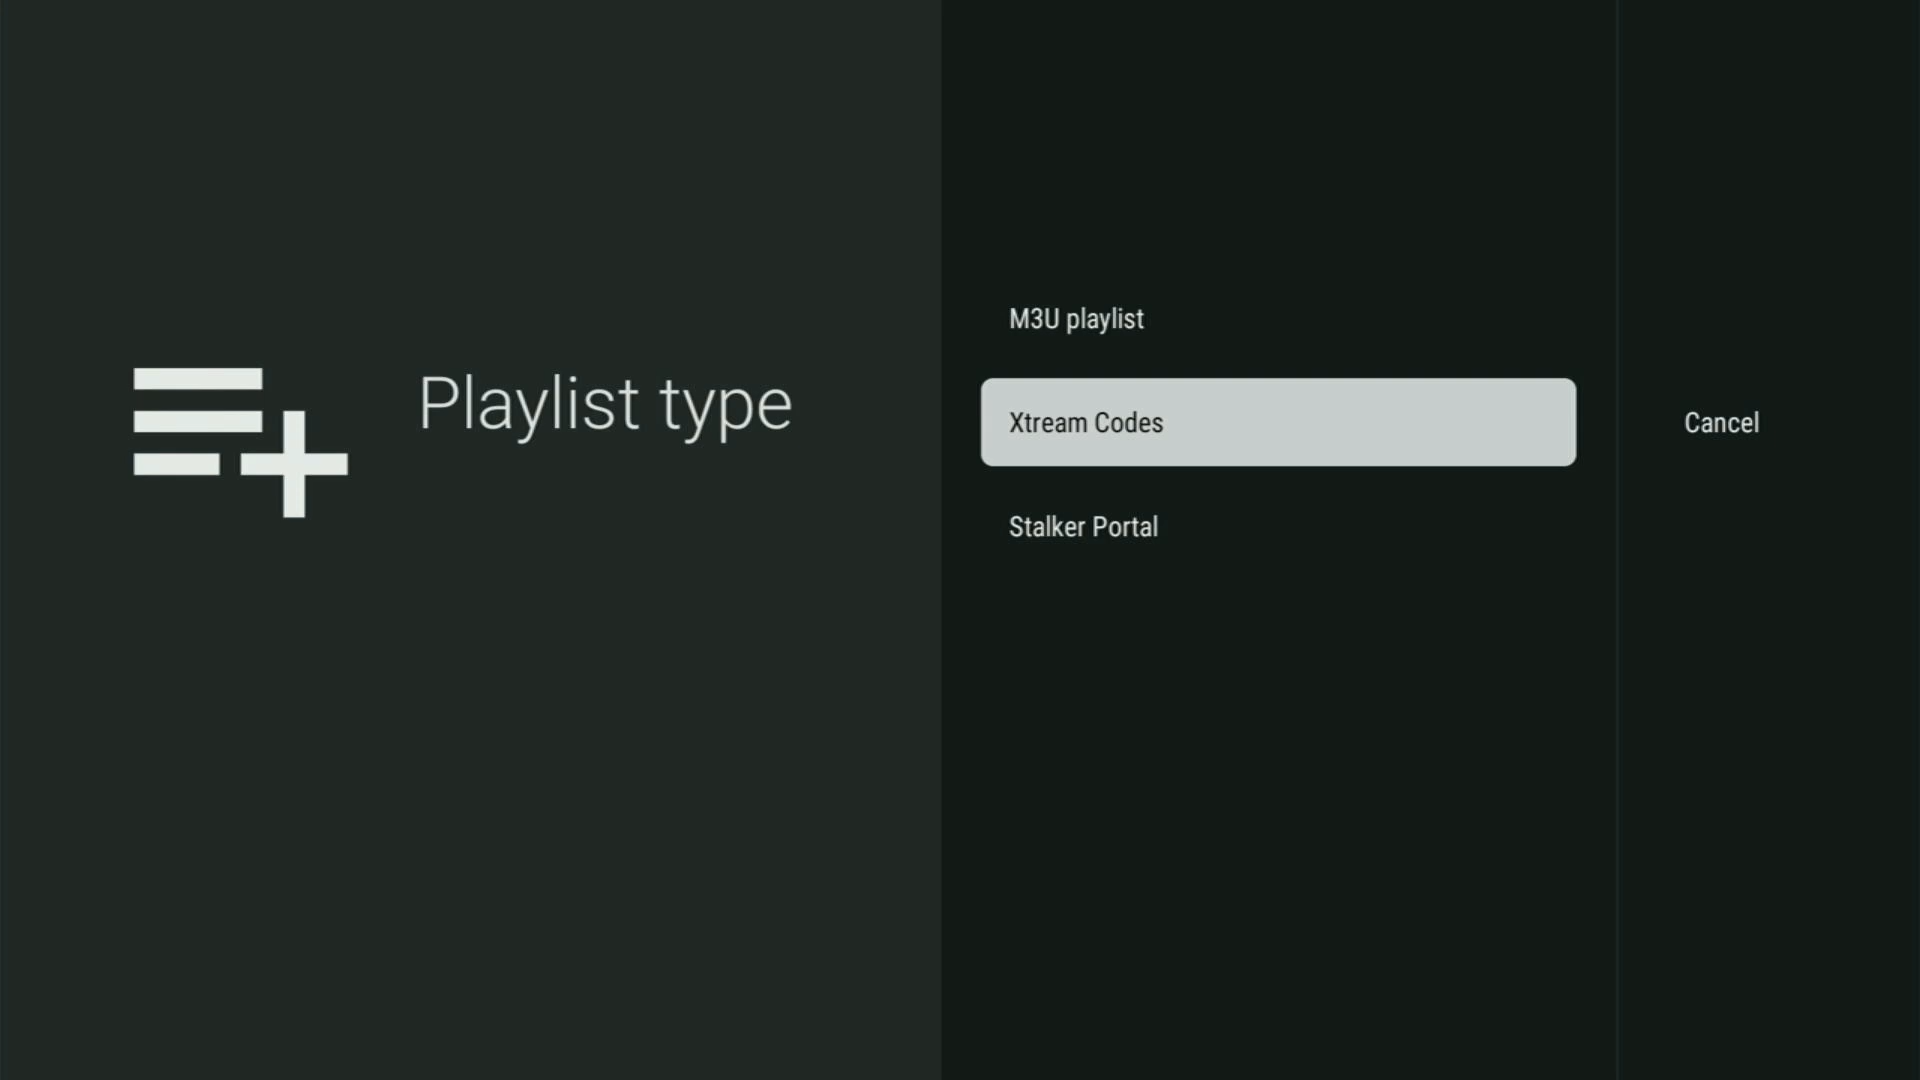 Playlist type
M3U playlist
Xtream Codes
Stalker Portal
Cancel